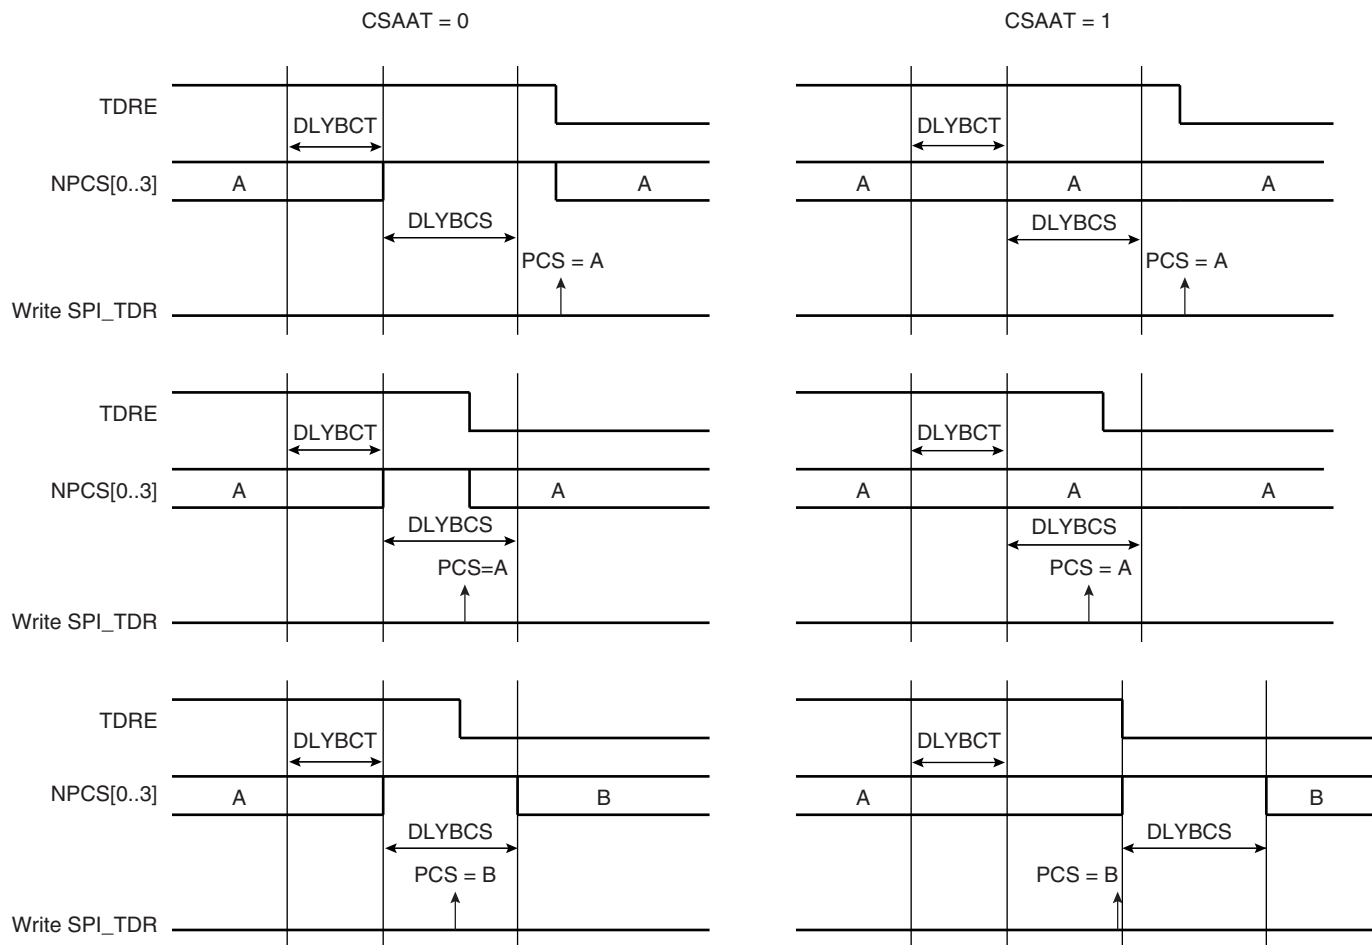 CSAAT = 0 CSAAT = 1
TDRE
DLYBCT DLYBCT
NPCS[0..3] A A A A A
DLYBCS DLYBCS
PCS = A PCS = A
Write SPI_TDR
TDRE
DLYBCT DLYBCT
NPCS[0..3] A A A A A
DLYBCS DLYBCS
PCS=A PCS = A
Write SPI_TDR
TDRE
DLYBCT DLYBCT
NPCS[0..3] A B A B
DLYBCS DLYBCS
PCS = B PCS = B
Write SPI_TDR